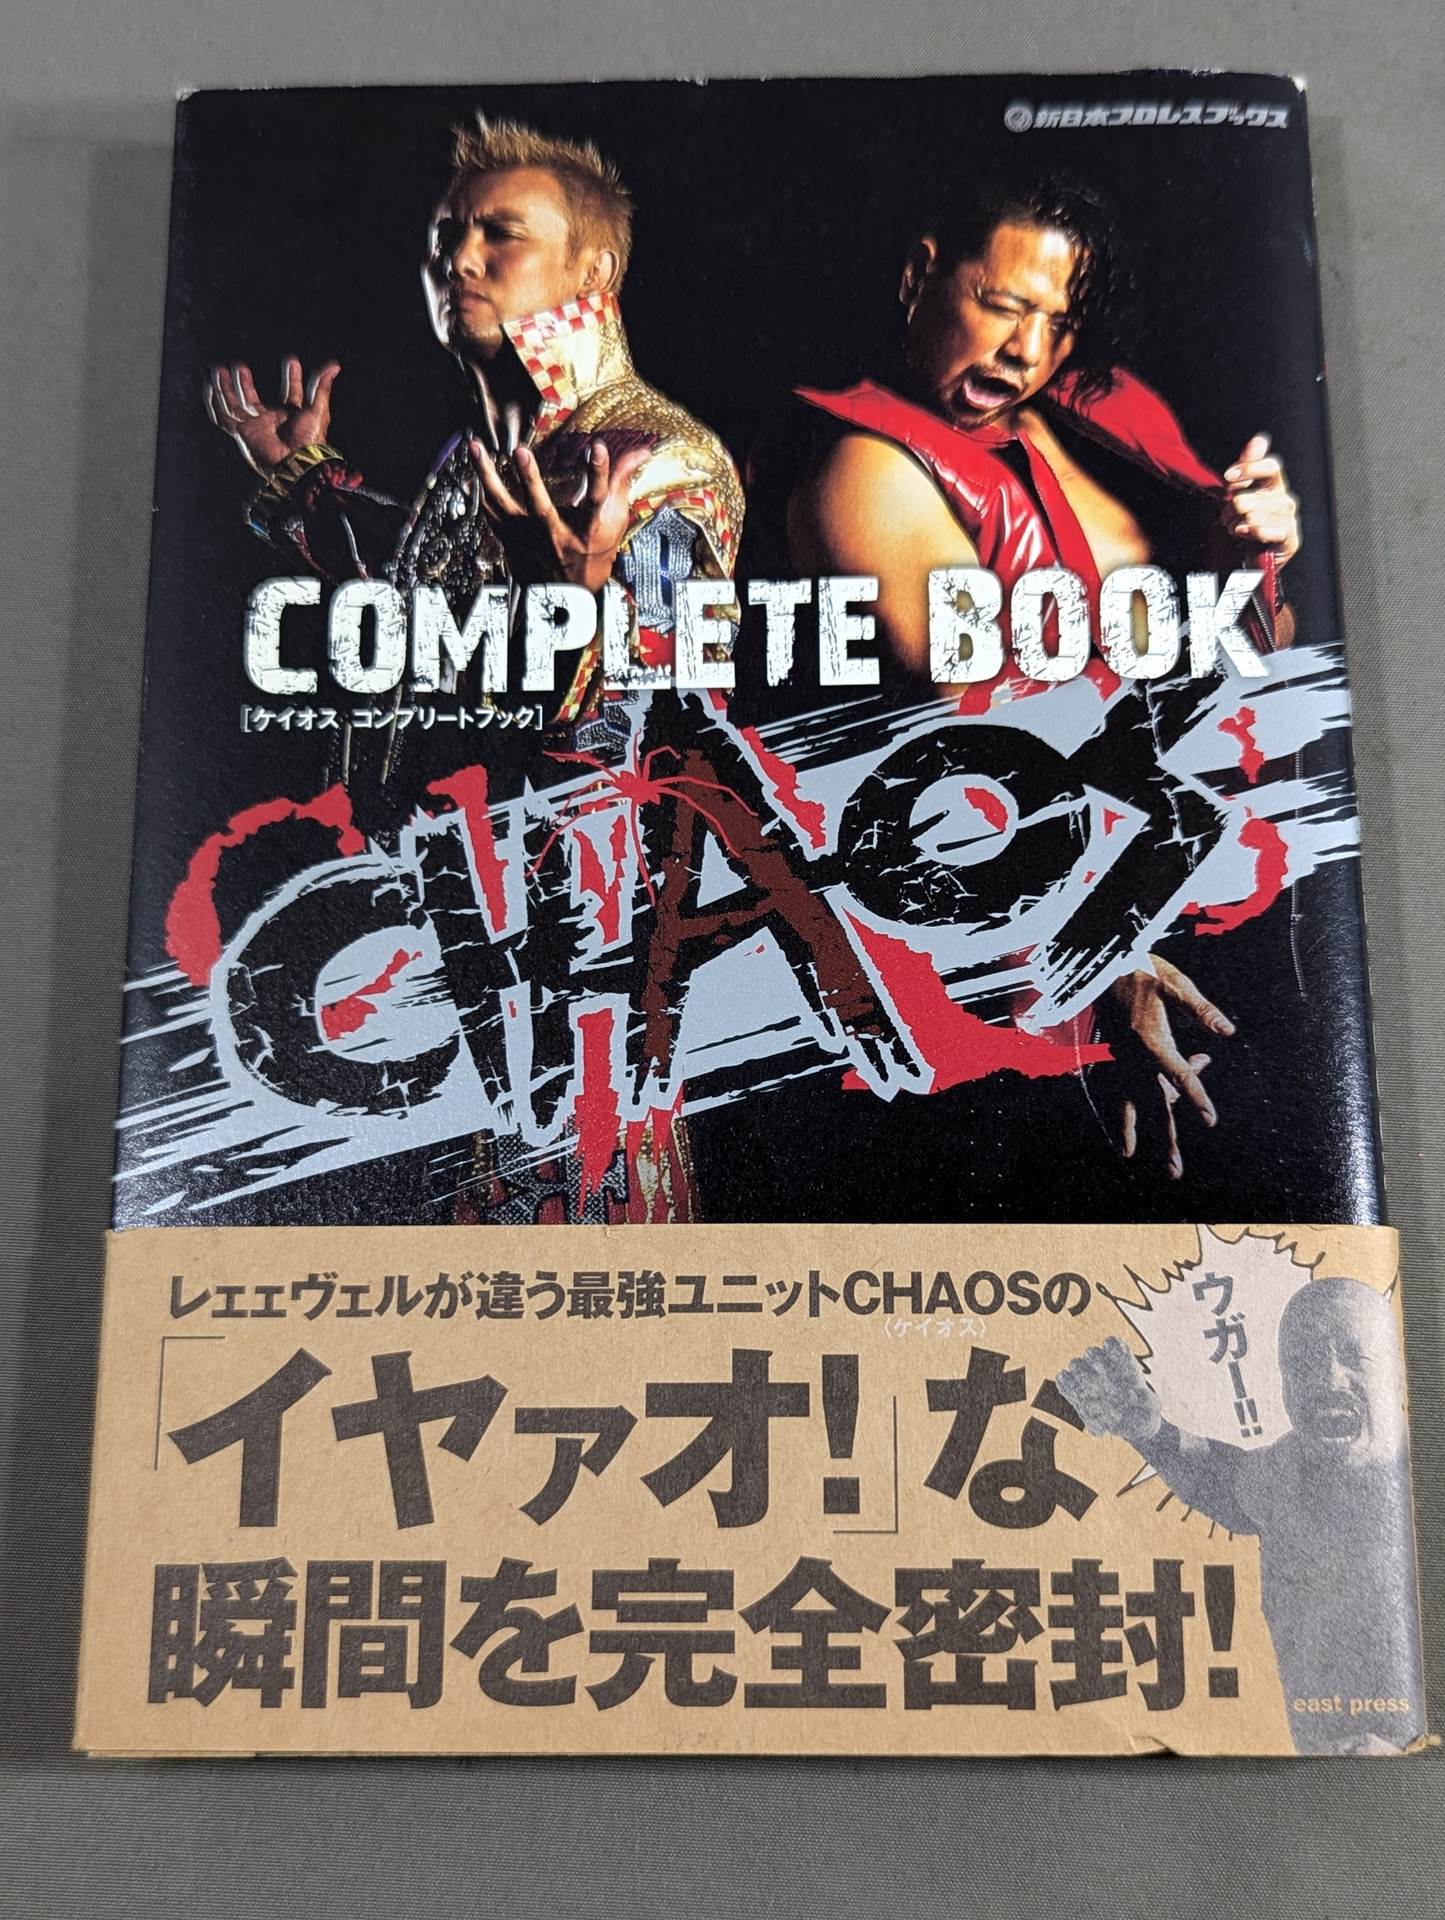 新日本プロレスブックス
COMPLETE BOOK
[ケイオス コンプリートブック]
CHAOS
レェェヴェルが違う最強ユニットCHAOSの
〈ケイオス〉
「イヤァオ!」な
瞬間を完全密封!
ウガー!!
east press